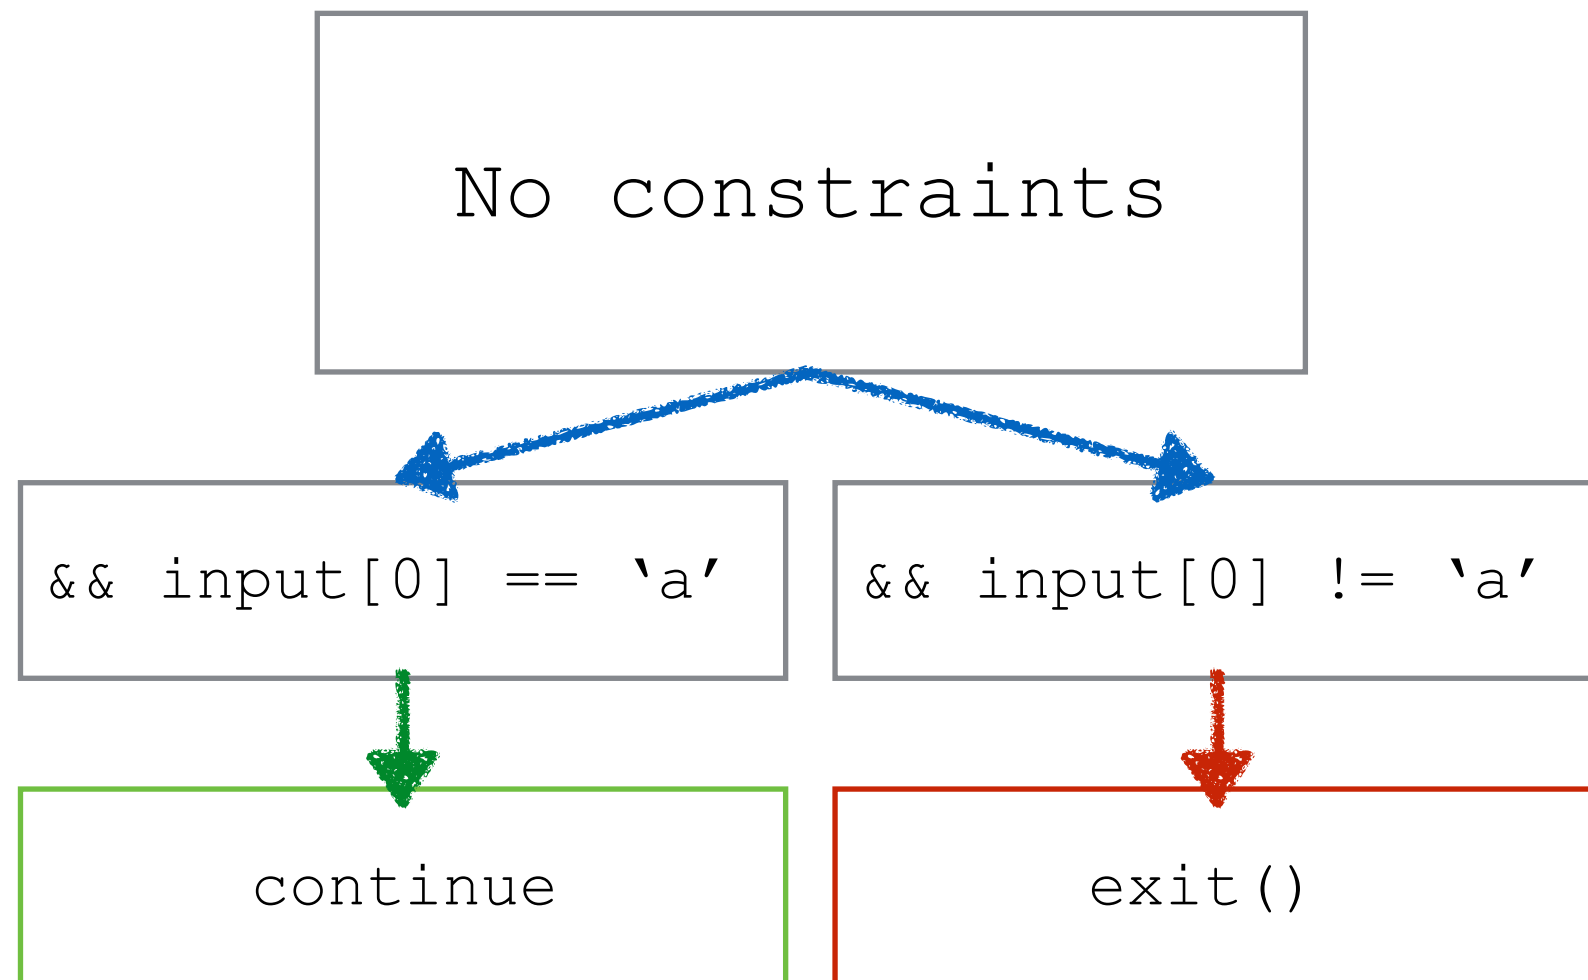 No constraints
&& input[0] == ‘a’
&& input[0] != ‘a’
continue
exit()